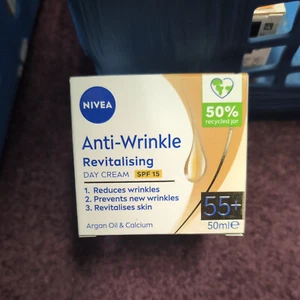 NIVEA
50%
recycled jar
Anti-Wrinkle
Revitalising
DAY CREAM SPF 15
1. Reduces wrinkles
2. Prevents new wrinkles
3. Revitalises skin
55+
Argan Oil & Calcium
50ml℮